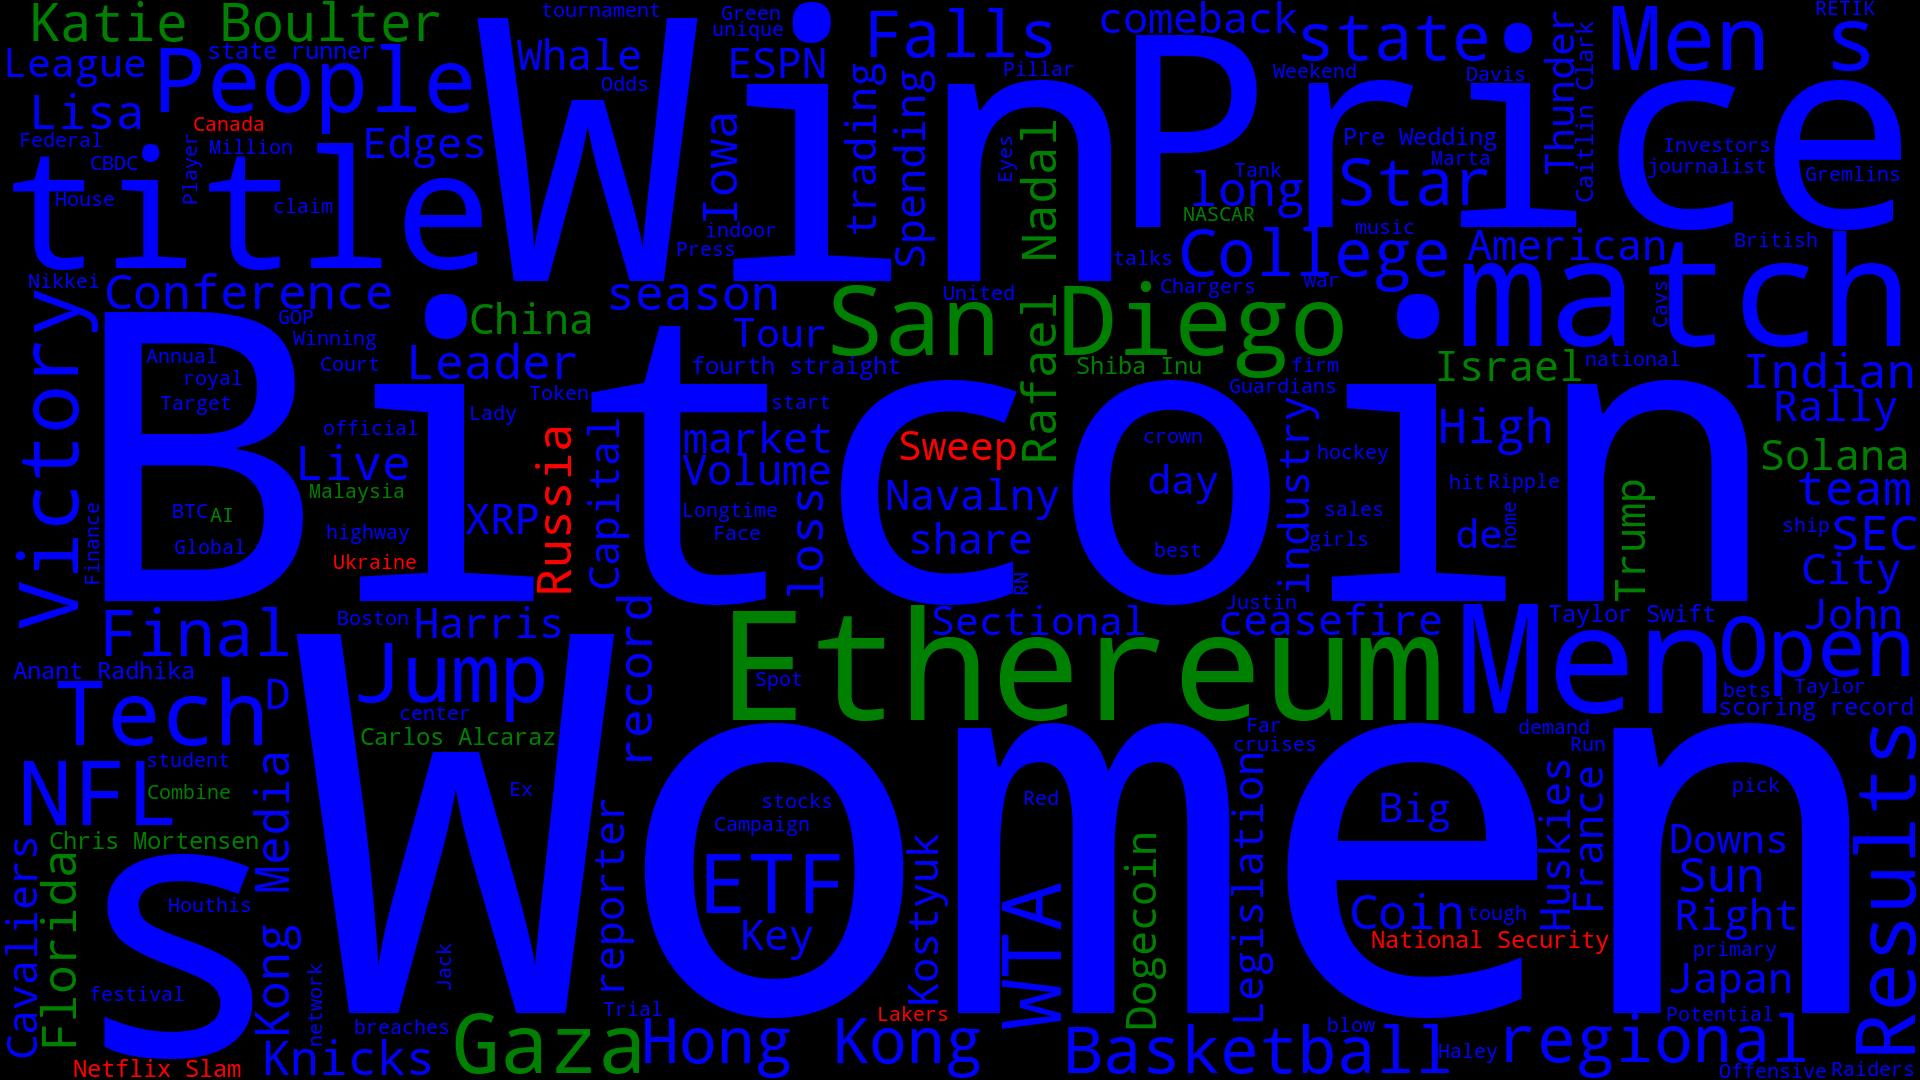 Katie Boulter
tournament
Green
unique
Falls
comeback
state
Men s
RETIK
League
People
state runner
Whale
Odds
ESPN
Win
Price
Pillar
Weekend
Davis
Thunder
Caitlin Clark
Lisa
Canada
Federal
CBDC
Million
Player
Edges
title
House
claim
Iowa
indoor
Press
trading
Spending
Eyes
Rafael Nadal
Pre Wedding
Marta
Tank
long
Star
NASCAR
music
Investors
journalist
Gremlins
Nikkei
Conference
season
United
talks
College
Chargers
war
American
British
match
Cavs
Victory
GOP
Winning
Court
China
Leader
Tour
San Diego
fourth straight
Shiba Inu
firm
Guardians
Israel
national
Indian
Rally
Bitcoin
Annual
royal
Target
Token
Lady
start
official
Live
Malaysia
highway
Ukraine
XRP
Russia
Capital
market
Volume
Longtime
Face
loss
Sweep
Navalny
share
RN
crown
day
best
industry
hockey
sales
girls
High
hit
Ripple
de
home
Trump
Solana
team
ship
SEC
City
BTC
AI
Global
Finance
Final
Boston
Harris
record
Sectional
Justin
ceasefire
Taylor Swift
John
Anant Radhika
Tech
D
Jump
center
Carlos Alcaraz
Ethereum
Spot
Men
Open
bets
Taylor
scoring record
Far
cruises
demand
Run
NFL
student
Combine
Chris Mortensen
Media
Ex
Women
stocks
Campaign
ETF
Key
Red
Big
pick
Results
Cavaliers
Florida
s
Houthis
festival
Kong
network
Jack
reporter
Kostyuk
WTA
Dogecoin
Legislation
Coin
tough
National Security
Huskies
France
Downs
Sun
Right
primary
Japan
Potential
Netflix Slam
Knicks
breaches
Gaza
Trial
Hong Kong
Lakers
Basketball
blow
Haley
regional
Offensive
Raiders